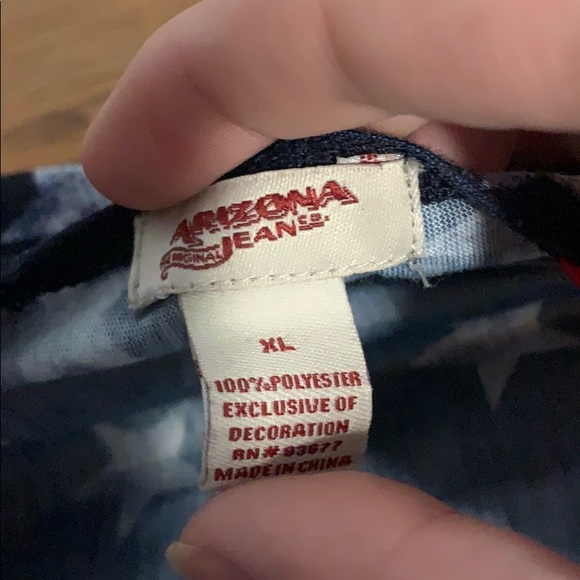 ARIZONA
ORIGINAL JEAN CO.
XL
100% POLYESTER
EXCLUSIVE OF
DECORATION
RN# 93677
MADE IN CHINA